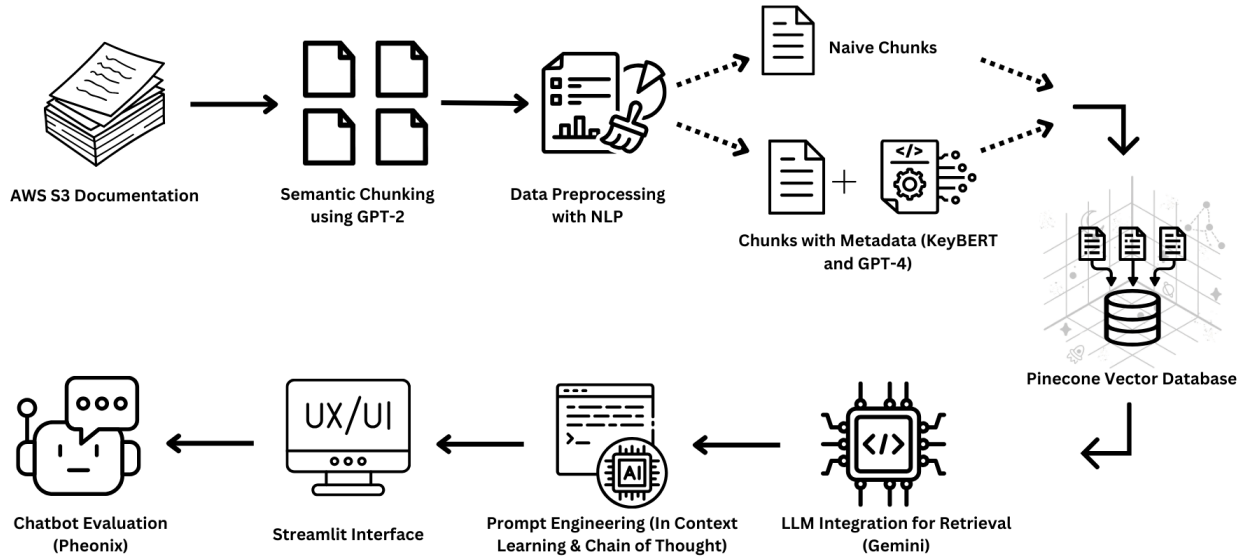 AWS S3 Documentation
Semantic Chunking
using GPT-2
Data Preprocessing
with NLP
Naive Chunks
</>
Chunks with Metadata (KeyBERT
and GPT-4)
Pinecone Vector Database
</>
LLM Integration for Retrieval
(Gemini)
AI
Prompt Engineering (In Context
Learning & Chain of Thought)
UX/UI
Streamlit Interface
Chatbot Evaluation
(Pheonix)